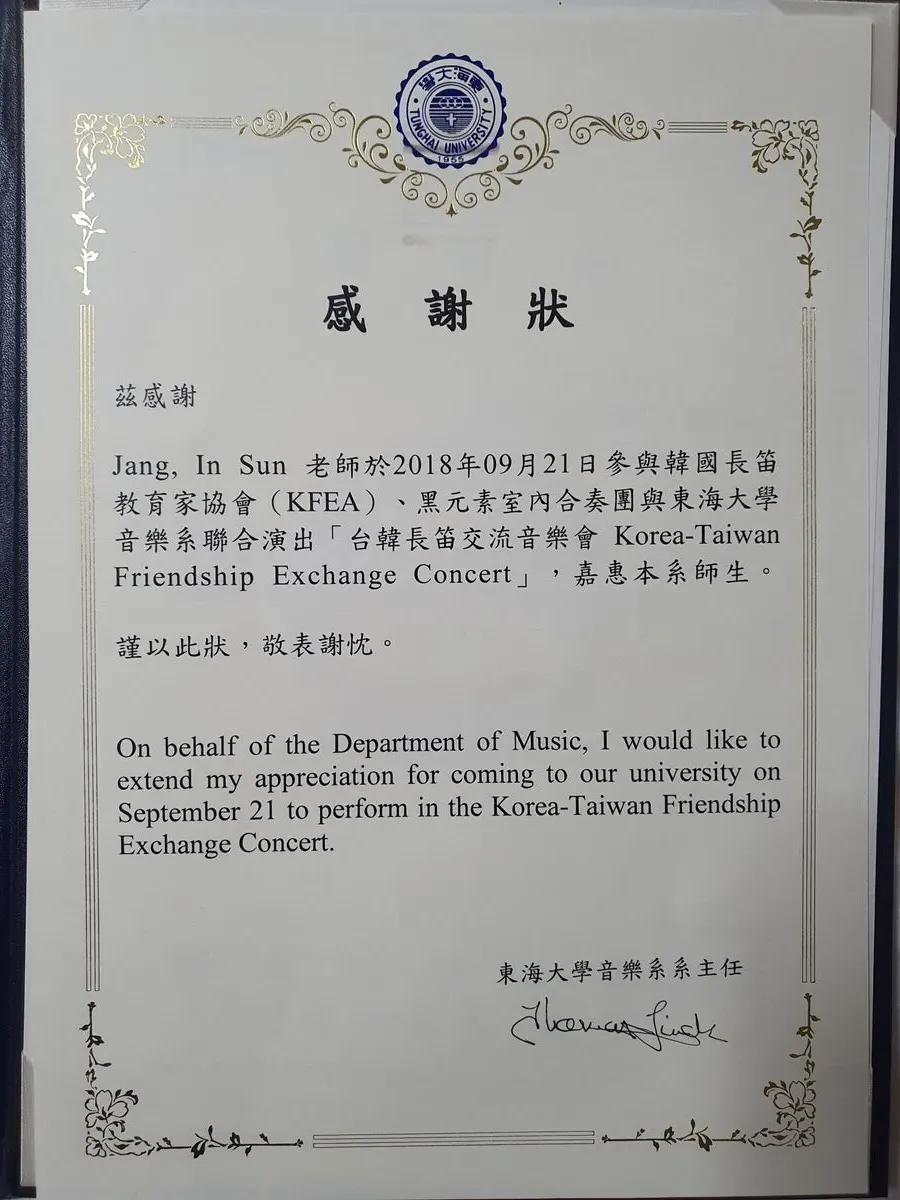 東海大學
TUNGHAI UNIVERSITY
1955
感謝狀
茲感謝
Jang, In Sun 老師於2018年09月21日參與韓國長笛
教育家協會（KFEA）、黑元素室內合奏團與東海大學
音樂系聯合演出「台韓長笛交流音樂會 Korea-Taiwan
Friendship Exchange Concert」，嘉惠本系師生。
謹以此狀，敬表謝忱。
On behalf of the Department of Music, I would like to
extend my appreciation for coming to our university on
September 21 to perform in the Korea-Taiwan Friendship
Exchange Concert.
東海大學音樂系系主任